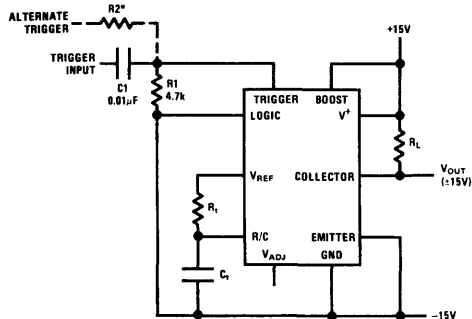 R2*
ALTERNATE
TRIGGER
TRIGGER
INPUT
C1
0.01μF
R1
4.7k
+15V
TRIGGER BOOST
LOGIC V+
RL
VREF COLLECTOR VOUT
(±15V)
Rt
R/C EMITTER
VADJ GND
Ct
−15V